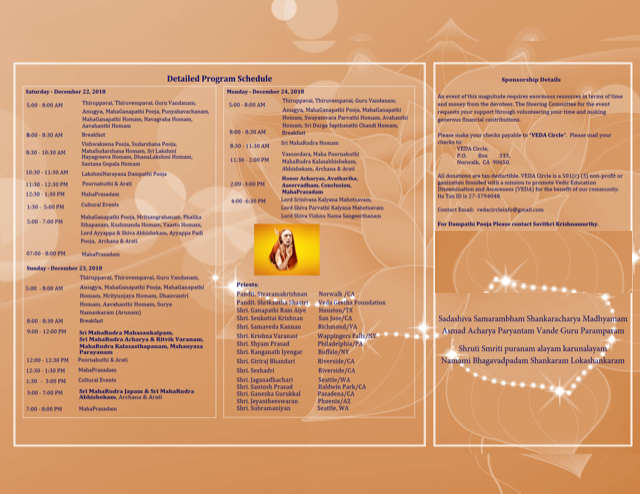 Detailed Program Schedule
Saturday - December 22, 2018
5:00 - 8:00 AM Thiruppavai, Thiruvempavai, Guru Vandanam,
Anugya, MahaGanapathi Pooja, Punyahavachanam,
MahaGanapathi Homam, Navagraha Homam,
Aavahanthi Homam
8:00 - 8:30 AM Breakfast
8:30 - 10:30 AM Vishwaksena Pooja, Sudarshana Pooja,
MahaSudarshana Homam, Sri Lakshmi
Hayagreeva Homam, DhanaLakshmi Homam,
Santana Gopala Homam
10:30 - 11:30 AM LakshmiNarayana Dampathi Pooja
11:30 - 12:30 PM Poornahuthi & Arati
12:30 - 1:30 PM MahaPrasadam
1:30 - 5:00 PM Cultural Events
5:00 - 7:00 PM MahaGanapathi Pooja, Mritsangrahanam, Phalika
Sthapanam, Kushmanda Homam, Vaastu Homam,
Lord Ayyappa & Shiva Abhishekam, Ayyappa Padi
Pooja, Archana & Arati
07:00 - 8:00 PM MahaPrasadam
Sunday - December 23, 2018
5:00 - 8:00 AM Thiruppavai, Thiruvempavai, Guru Vandanam,
Anugya, MahaGanapathi Pooja, MahaGanapathi
Homam, Mrityunjaya Homam, Dhanvantri
Homam, Aavahanthi Homam, Surya
Namaskaram (Arunam)
8:00 - 8:30 AM Breakfast
9:00 - 12:00 PM Sri MahaRudra Mahasankalpam,
Sri MahaRudra Acharya & Ritvik Varanam,
MahaRudra Kalasasthapanam, Mahanyasa
Parayanam
12:00 - 12:30 PM Poornahuthi & Arati
12:30 - 1:30 PM MahaPrasadam
1:30 - 3:00 PM Cultural Events
3:00 - 7:00 PM Sri MahaRudra Japam & Sri MahaRudra
Abhishekam, Archana & Arati
7:00 - 8:00 PM MahaPrasadam
Monday - December 24, 2018
5:00 - 8:00 AM Thiruppavai, Thiruvempavai, Guru Vandanam,
Anugya, MahaGanapathi Pooja, MahaGanapathi
Homam, Swayamvara Parvathi Homam, Avahanthi
Homam, Sri Durga Sapthasathi Chandi Homam,
8:00 - 8:30 AM Breakfast
8:30 - 11:30 AM Sri MahaRudra Homam
11:30 - 2:00 PM Vasoordara, Maha Poornahuthi
MahaRudra Kalasabhishekam,
Abhishekam, Archana & Arati
2:00 - 3:00 PM Honor Acharyas, Avatharika,
Aseervadham, Conclusion,
MahaPrasadam
4:00 - 6:30 PM Lord Srinivasa Kalyana Mahotsavam,
Lord Shiva Parvathi Kalyana Mahotsavam
Lord Shiva Vishnu Nama Sangeerthanam
Priests:
Pandit. Sivaramakrishnan Norwalk /CA
Pandit. Shrikantha Shastri Veda Geetha Foundation
Shri. Ganapathi Ram Aiye Houston/TX
Shri. Senkottai Krishnan San Jose/CA
Shri. Samaveda Kannan Richmond/VA
Shri. Krishna Varanasi Wappingers Falls/NY
Shri. Shyam Prasad Philadelphia/PA
Shri. Ranganath Iyengar Buffalo/NY
Shri. Giriraj Bhandari Riverside/CA
Shri. Seshadri Riverside/CA
Shri. Jaganadhachari Seattle/WA
Shri. Santosh Prasad Baldwin Park/CA
Shri. Ganesha Gurukkal Pasadena/CA
Shri. Jeyantheeswaran Phoenix/AZ
Shri. Subramaniyan Seattle, WA
Sponsorship Details
An event of this magnitude requires enormous resources in terms of time
and money from the devotees. The Steering Committee for the event
requests your support through volunteering your time and making
generous financial contributions.
Please make your checks payable to "VEDA Circle". Please mail your
checks to:
VEDA Circle,
P.O. Box 333,
Norwalk, CA 90650.
All donations are tax-deductible. VEDA Circle is a 501(c) (3) non-profit or
ganization founded with a mission to promote Vedic Education
Dissemination and Awareness (VEDA) for the benefit of our community.
Its Tax ID is 27-3794048.
Contact Email: vedacircleinfo@gmail.com
For Dampathi Pooja Please contact Savithri Krishnamurthy.
Sadashiva Samarambham Shankaracharya Madhyamam
Asmad Acharya Paryantam Vande Guru Paramparam
Shruti Smriti puranam alayam karunalayam
Namami Bhagavadpadam Shankaram Lokashankaram